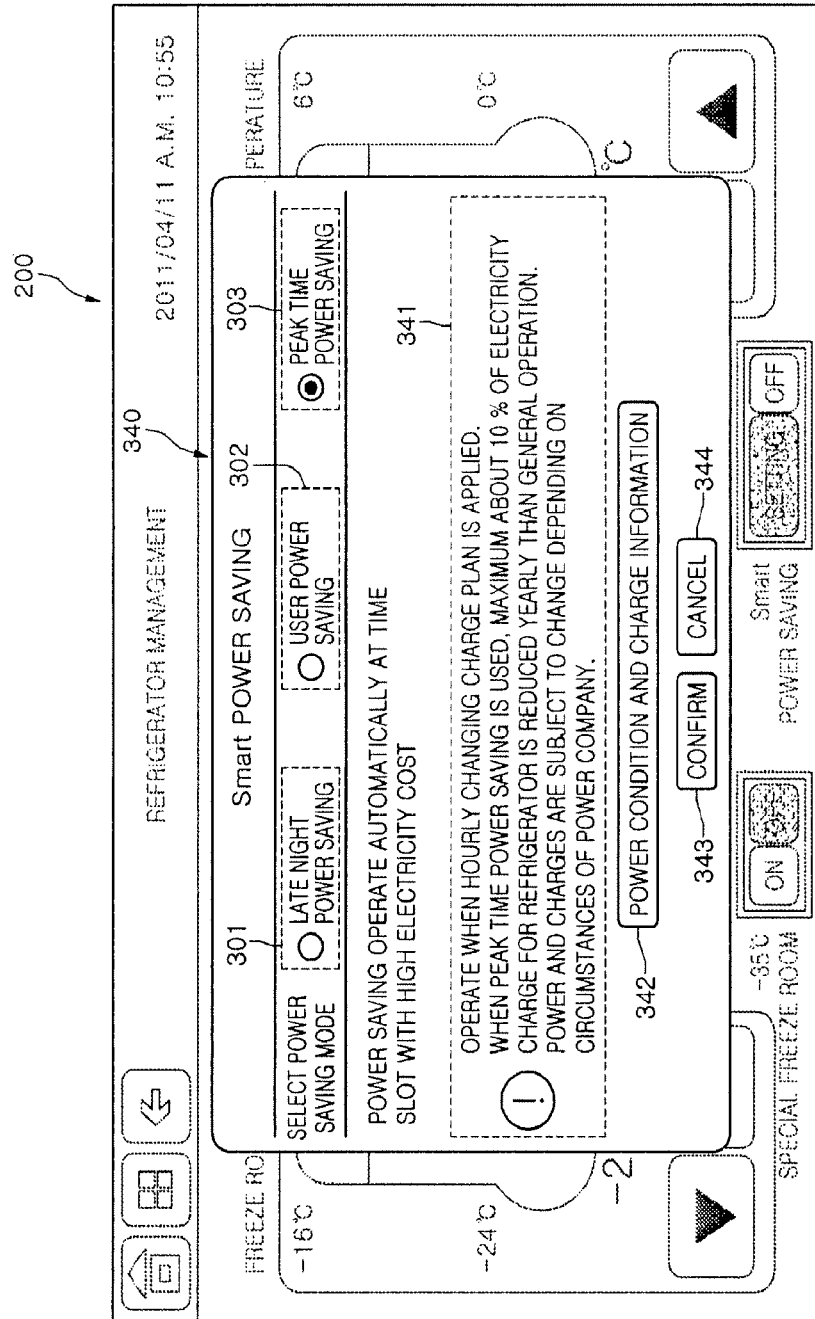 200
REFRIGERATOR MANAGEMENT
2011/04/11 A.M. 10:55
340
FREEZE RO
PERATURE
-16℃
-24℃
-2
6℃
0℃
℃
Smart POWER SAVING
SELECT POWER
SAVING MODE
301
LATE NIGHT
POWER SAVING
302
USER POWER
SAVING
303
PEAK TIME
POWER SAVING
POWER SAVING OPERATE AUTOMATICALLY AT TIME
SLOT WITH HIGH ELECTRICITY COST
341
!
OPERATE WHEN HOURLY CHANGING CHARGE PLAN IS APPLIED.
WHEN PEAK TIME POWER SAVING IS USED, MAXIMUM ABOUT 10 % OF ELECTRICITY
CHARGE FOR REFRIGERATOR IS REDUCED YEARLY THAN GENERAL OPERATION.
POWER AND CHARGES ARE SUBJECT TO CHANGE DEPENDING ON
CIRCUMSTANCES OF POWER COMPANY.
342
POWER CONDITION AND CHARGE INFORMATION
343
CONFIRM
CANCEL
344
SPECIAL FREEZE ROOM
-35℃
ON
OFF
Smart
POWER SAVING
SETTING
OFF